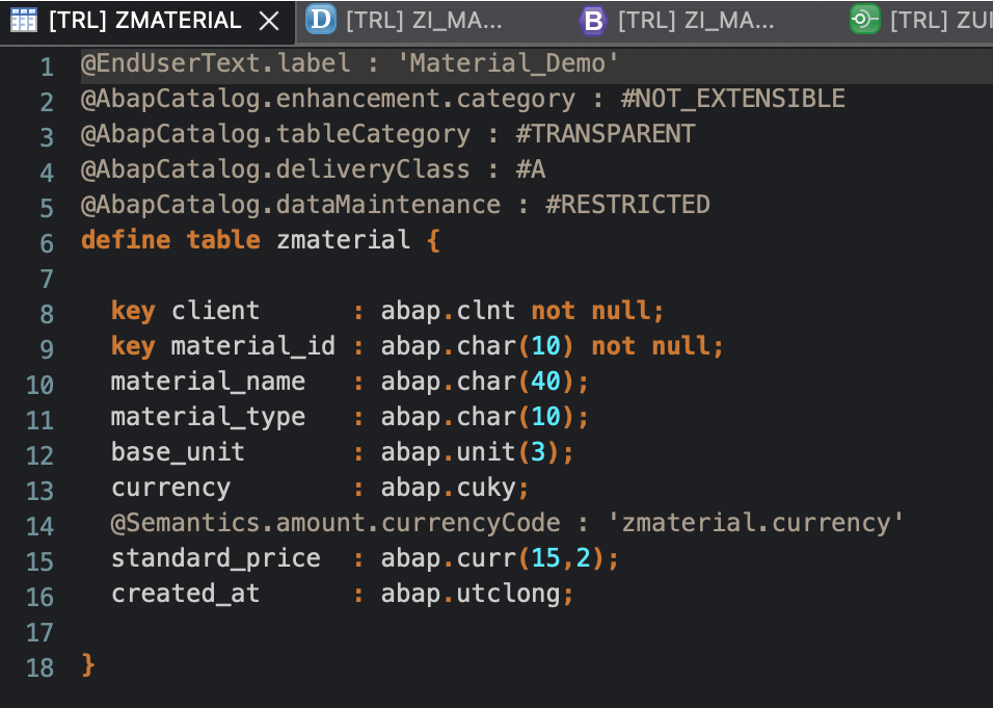 [TRL] ZMATERIAL [TRL] ZI_MA... [TRL] ZI_MA... [TRL] ZUI
1 @EndUserText.label : 'Material_Demo'
2 @AbapCatalog.enhancement.category : #NOT_EXTENSIBLE
3 @AbapCatalog.tableCategory : #TRANSPARENT
4 @AbapCatalog.deliveryClass : #A
5 @AbapCatalog.dataMaintenance : #RESTRICTED
6 define table zmaterial {
7
8 key client : abap.clnt not null;
9 key material_id : abap.char(10) not null;
10 material_name : abap.char(40);
11 material_type : abap.char(10);
12 base_unit : abap.unit(3);
13 currency : abap.cuky;
14 @Semantics.amount.currencyCode : 'zmaterial.currency'
15 standard_price : abap.curr(15,2);
16 created_at : abap.utclong;
17
18 }